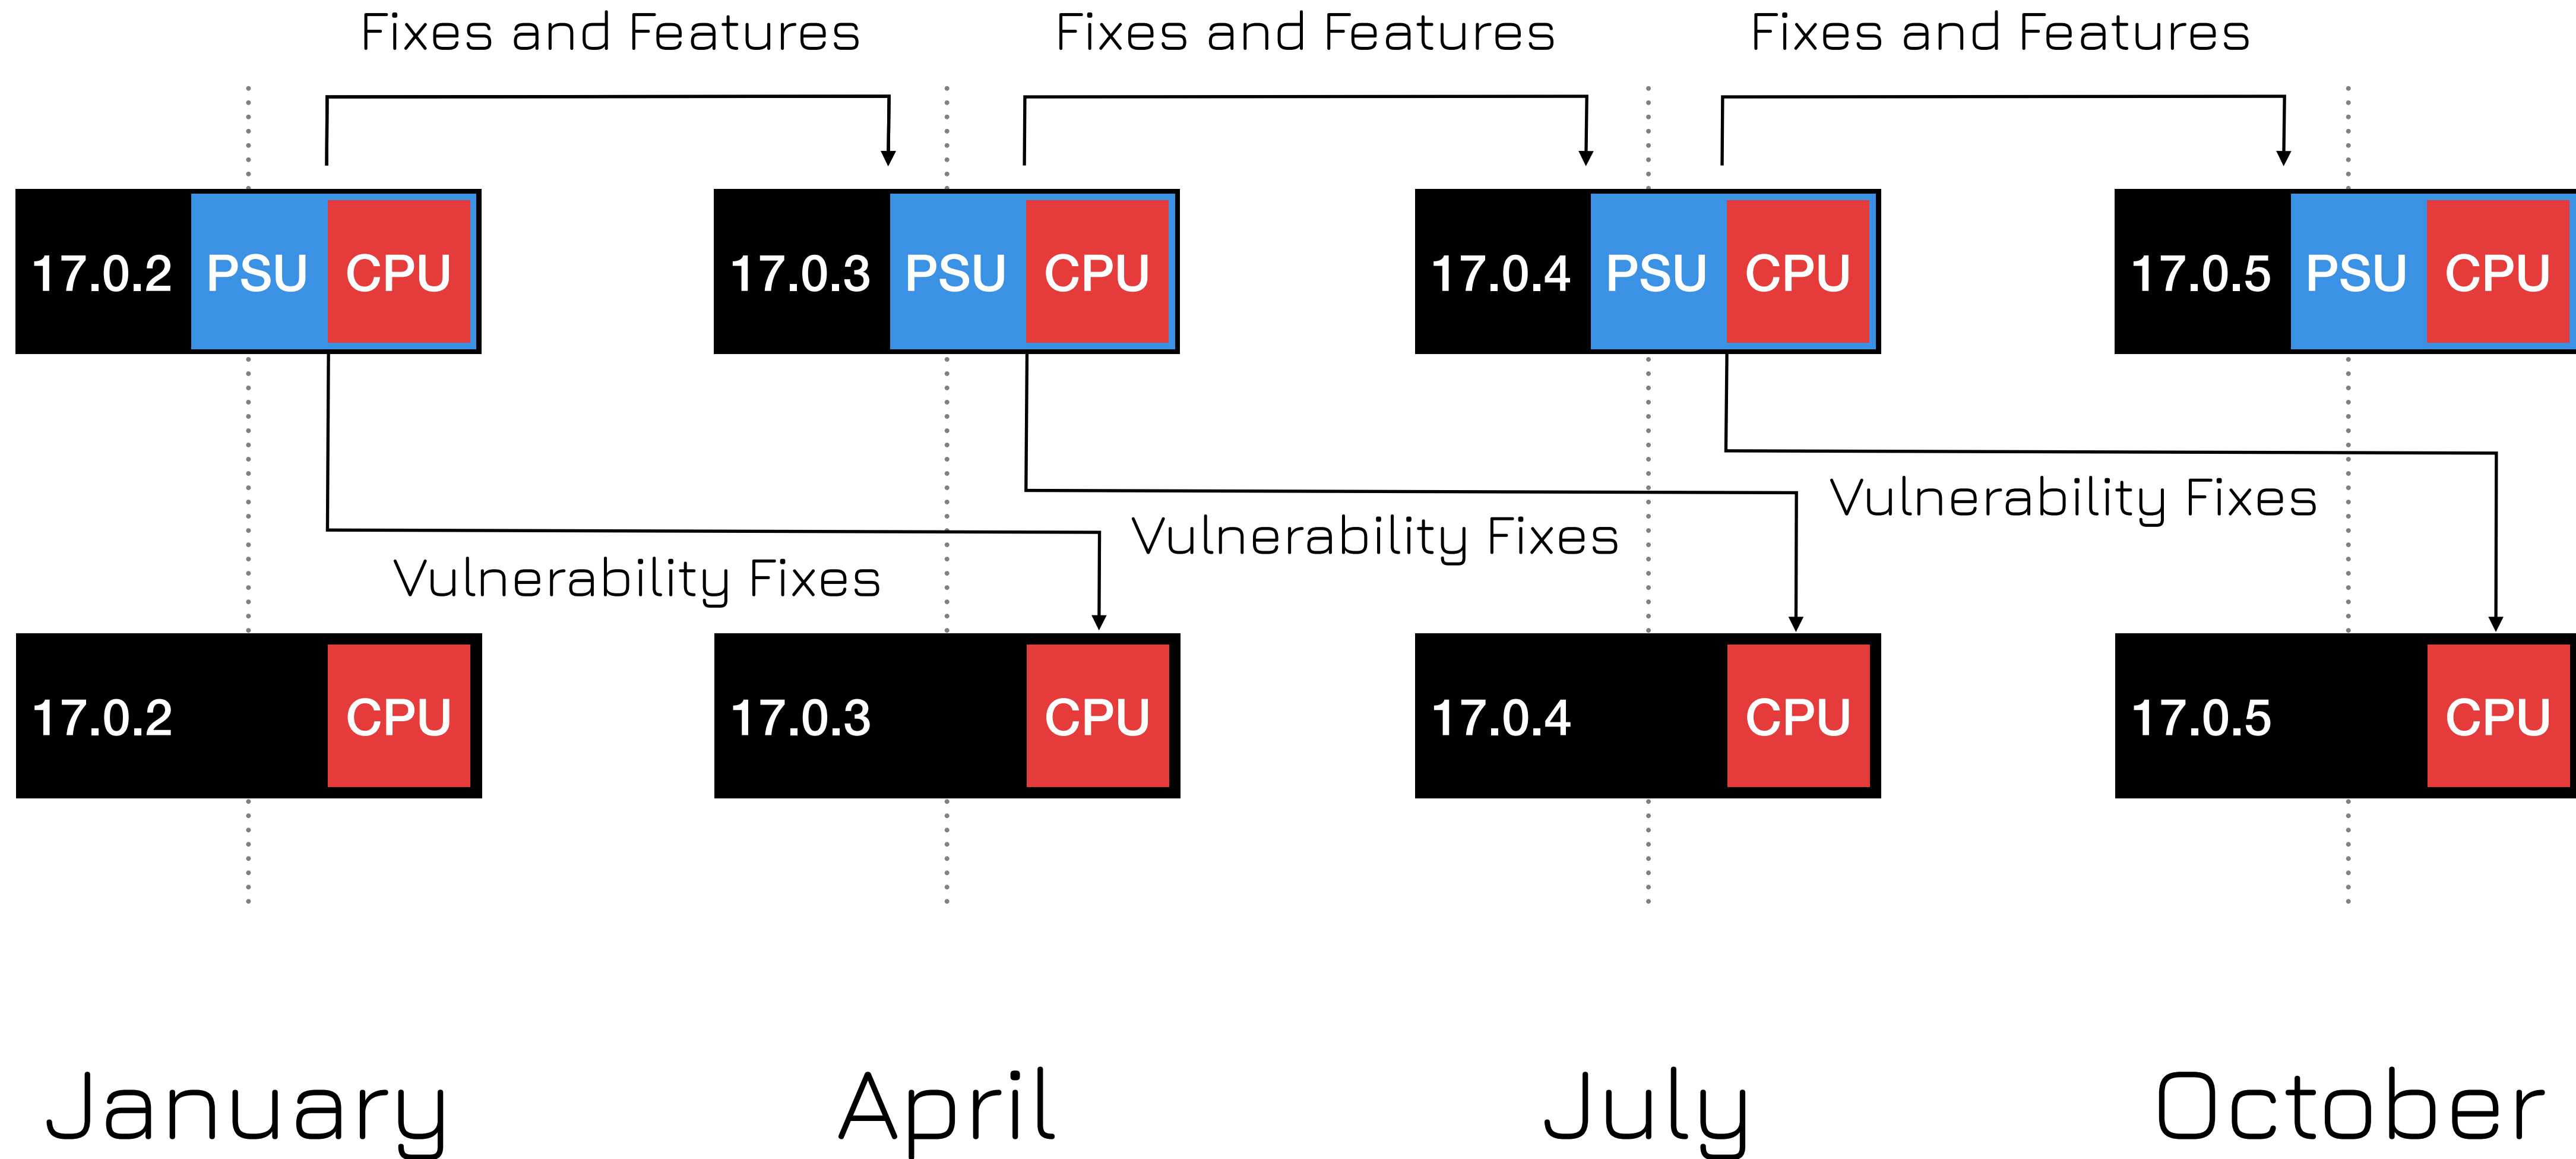 Fixes and Features
Fixes and Features
Fixes and Features
17.0.2 PSU CPU
17.0.3 PSU CPU
17.0.4 PSU CPU
17.0.5 PSU CPU
Vulnerability Fixes
Vulnerability Fixes
Vulnerability Fixes
17.0.2 CPU
17.0.3 CPU
17.0.4 CPU
17.0.5 CPU
January
April
July
October